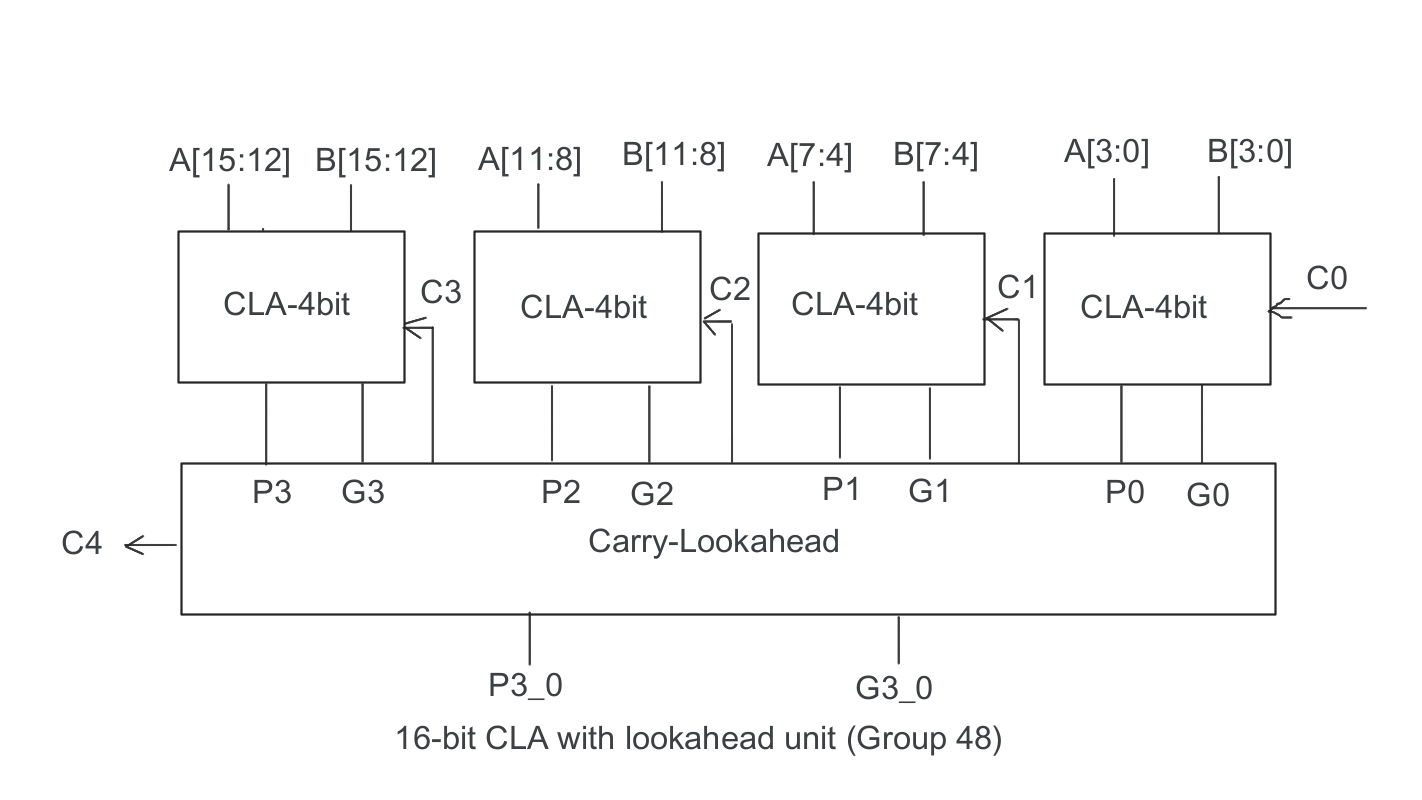 A[15:12] B[15:12] A[11:8] B[11:8] A[7:4] B[7:4] A[3:0] B[3:0]
CLA-4bit C3 CLA-4bit C2 CLA-4bit C1 CLA-4bit C0
P3 G3 P2 G2 P1 G1 P0 G0
C4 Carry-Lookahead
P3_0 G3_0
16-bit CLA with lookahead unit (Group 48)